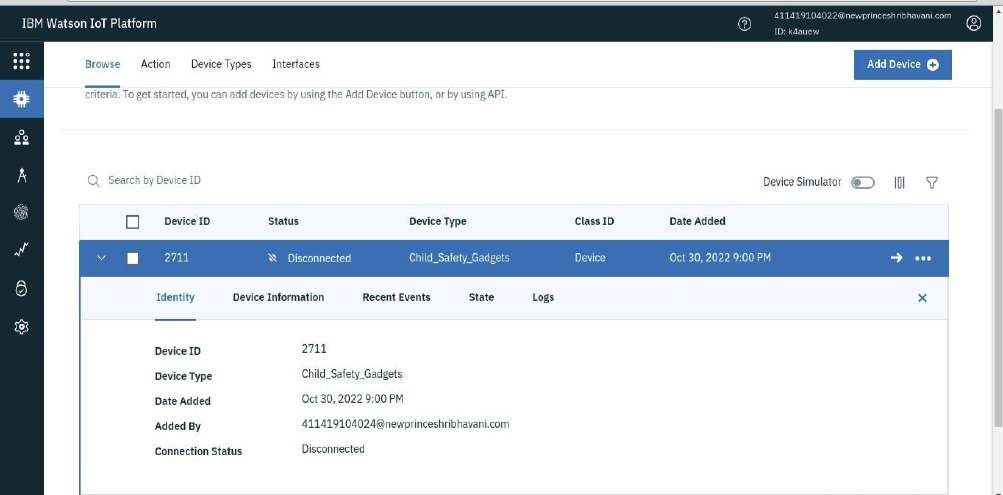 IBM Watson IoT Platform
411419104022@newprinceshribhavani.com
ID: k4auew
Browse Action Device Types Interfaces
Add Device
criteria. To get started, you can add devices by using the Add Device button, or by using API.
Search by Device ID
Device Simulator
Device ID Status Device Type Class ID Date Added
2711 Disconnected Child_Safety_Gadgets Device Oct 30, 2022 9:00 PM
Identity Device Information Recent Events State Logs
Device ID 2711
Device Type Child_Safety_Gadgets
Date Added Oct 30, 2022 9:00 PM
Added By 411419104024@newprinceshribhavani.com
Connection Status Disconnected